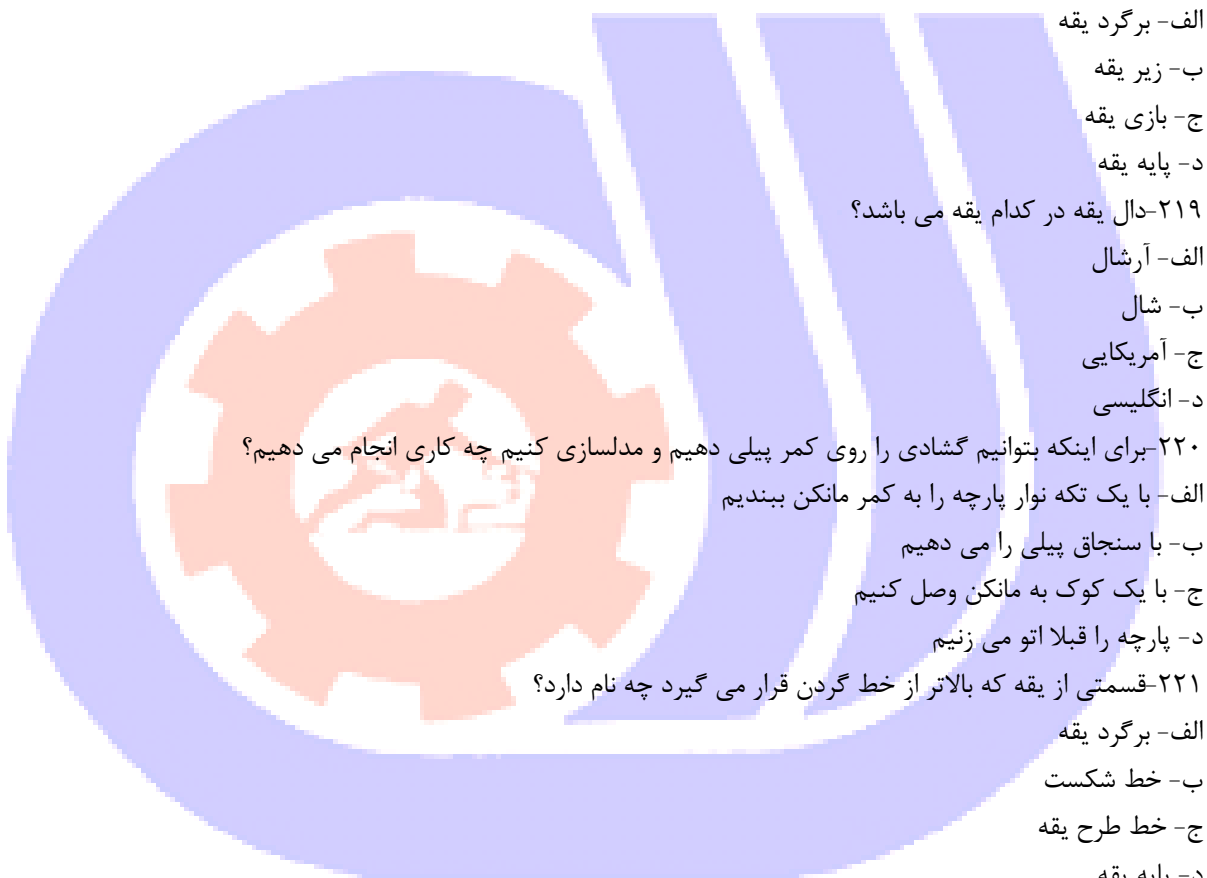 الف- برگرد یقه
ب- زیر یقه
ج- بازی یقه
د- پایه یقه
۲۱۹-دال یقه در کدام یقه می باشد؟
الف- آرشال
ب- شال
ج- آمریکایی
د- انگلیسی
۲۲۰-برای اینکه بتوانیم گشادی را روی کمر پیلی دهیم و مدلسازی کنیم چه کاری انجام می دهیم؟
الف- با یک تکه نوار پارچه را به کمر مانکن ببندیم
ب- با سنجاق پیلی را می دهیم
ج- با یک کوک به مانکن وصل کنیم
د- پارچه را قبلا اتو می زنیم
۲۲۱-قسمتی از یقه که بالاتر از خط گردن قرار می گیرد چه نام دارد؟
الف- برگرد یقه
ب- خط شکست
ج- خط طرح یقه
د- پایه یقه